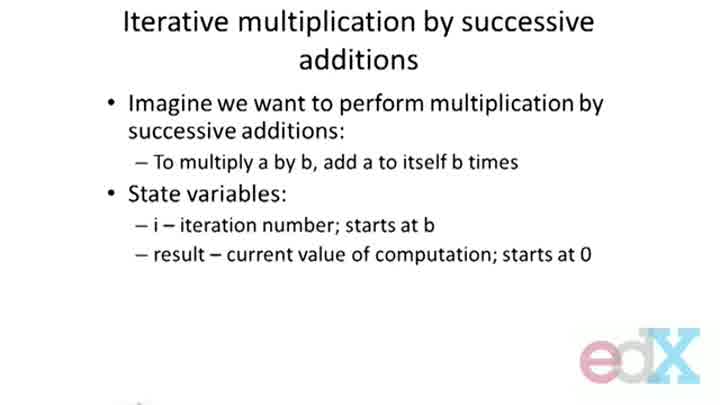 Iterative multiplication by successive
additions
• Imagine we want to perform multiplication by
successive additions:
– To multiply a by b, add a to itself b times
• State variables:
– i – iteration number; starts at b
– result – current value of computation; starts at 0
edX